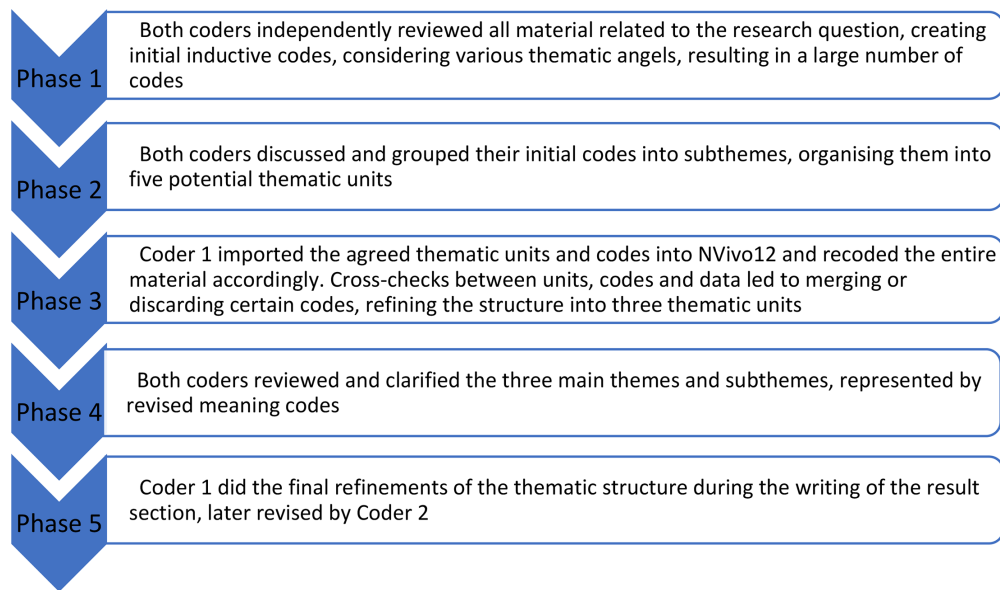 Phase 1
Both coders independently reviewed all material related to the research question, creating
initial inductive codes, considering various thematic angels, resulting in a large number of
codes
Phase 2
Both coders discussed and grouped their initial codes into subthemes, organising them into
five potential thematic units
Phase 3
Coder 1 imported the agreed thematic units and codes into NVivo12 and recoded the entire
material accordingly. Cross-checks between units, codes and data led to merging or
discarding certain codes, refining the structure into three thematic units
Phase 4
Both coders reviewed and clarified the three main themes and subthemes, represented by
revised meaning codes
Phase 5
Coder 1 did the final refinements of the thematic structure during the writing of the result
section, later revised by Coder 2